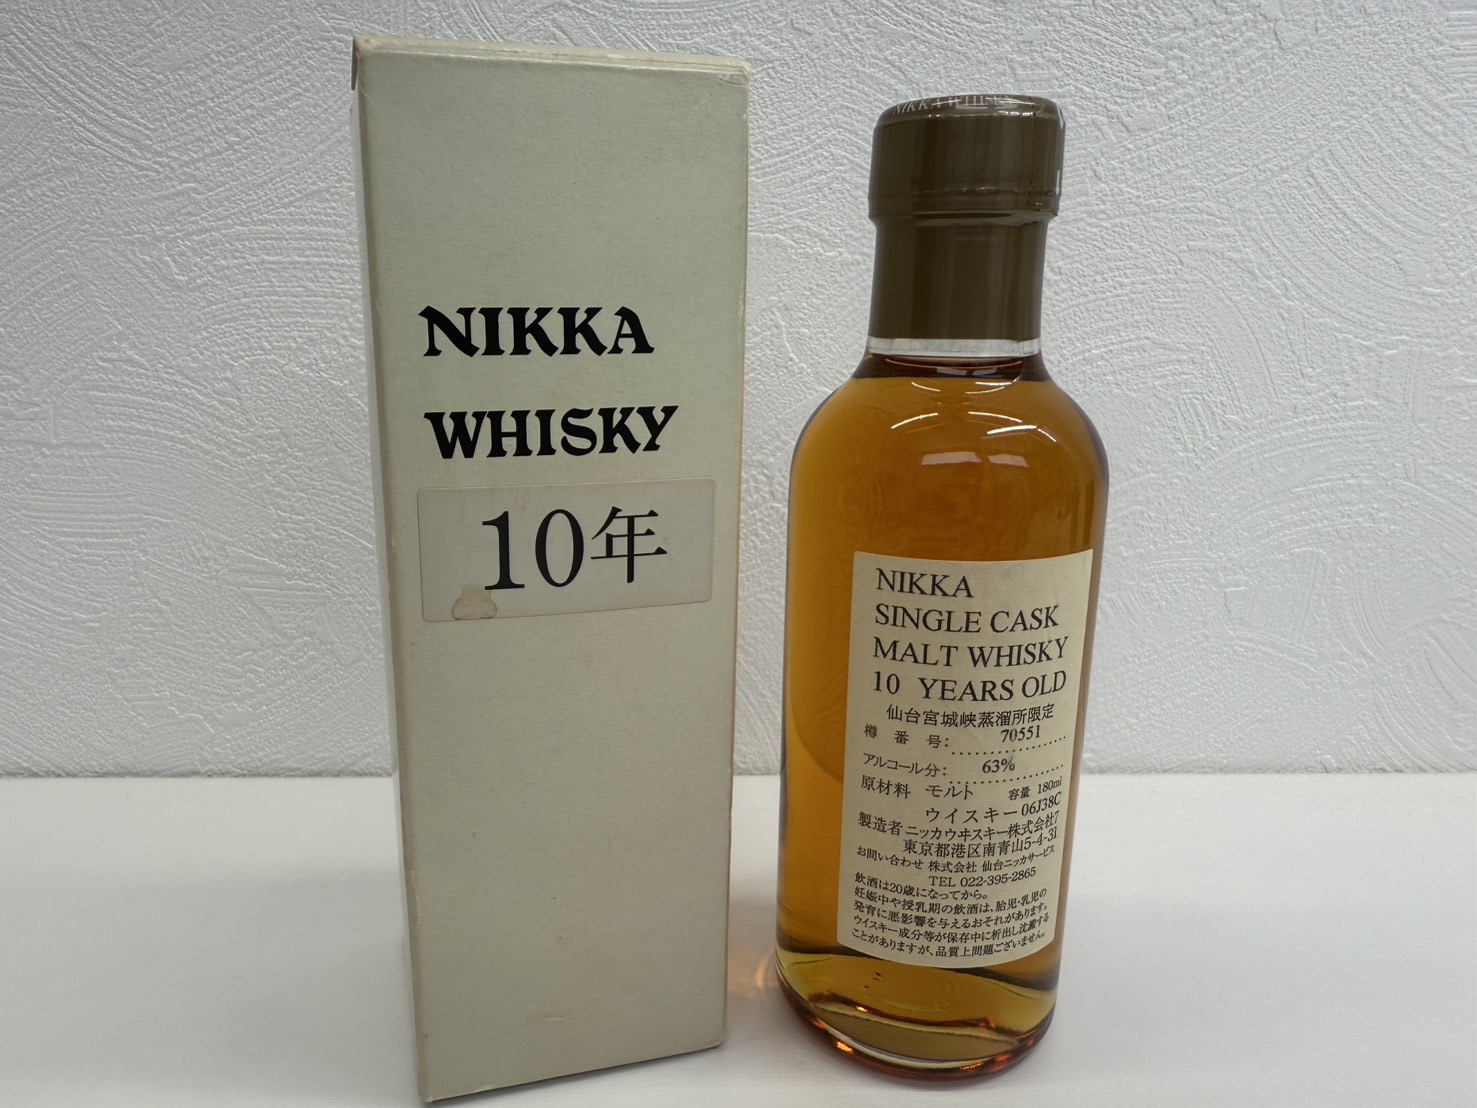 NIKKA
WHISKY
10年
NIKKA WHISKY
NIKKA
SINGLE CASK
MALT WHISKY
10 YEARS OLD
仙台宮城峡蒸溜所限定
樽番号: 70551
アルコール分: 63%
原材料 モルト 容量 180ml
ウイスキー 06J38C
製造者 ニッカウヰスキー株式会社7
東京都港区南青山5-4-31
お問い合わせ 株式会社 仙台ニッカサービス
TEL 022-395-2865
飲酒は20歳になってから。
妊娠中や授乳期の飲酒は、胎児・乳児の
発育に悪影響を与えるおそれがあります。
ウイスキー成分等が保存中に析出し沈澱する
ことがありますが、品質上問題ございません。